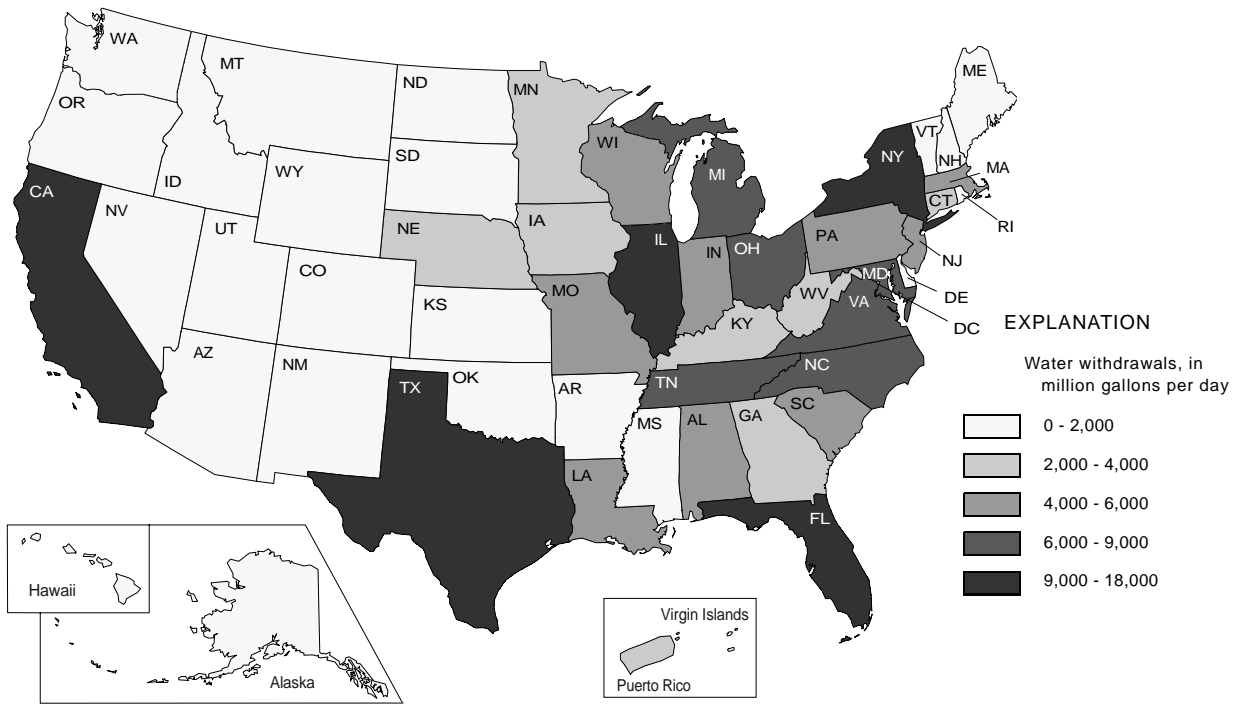 WA
MT
ND
MN
ME
OR
ID
WY
SD
WI
MI
VT
NH
NY
MA
CT
RI
CA
NV
UT
CO
NE
IA
IL
IN
OH
PA
NJ
MD
DE
DC
WV
VA
KS
MO
KY
AZ
NM
OK
AR
TN
NC
TX
LA
MS
AL
GA
SC
FL
EXPLANATION
Water withdrawals, in
million gallons per day
0 - 2,000
2,000 - 4,000
4,000 - 6,000
6,000 - 9,000
9,000 - 18,000
Hawaii
Alaska
Virgin Islands
Puerto Rico